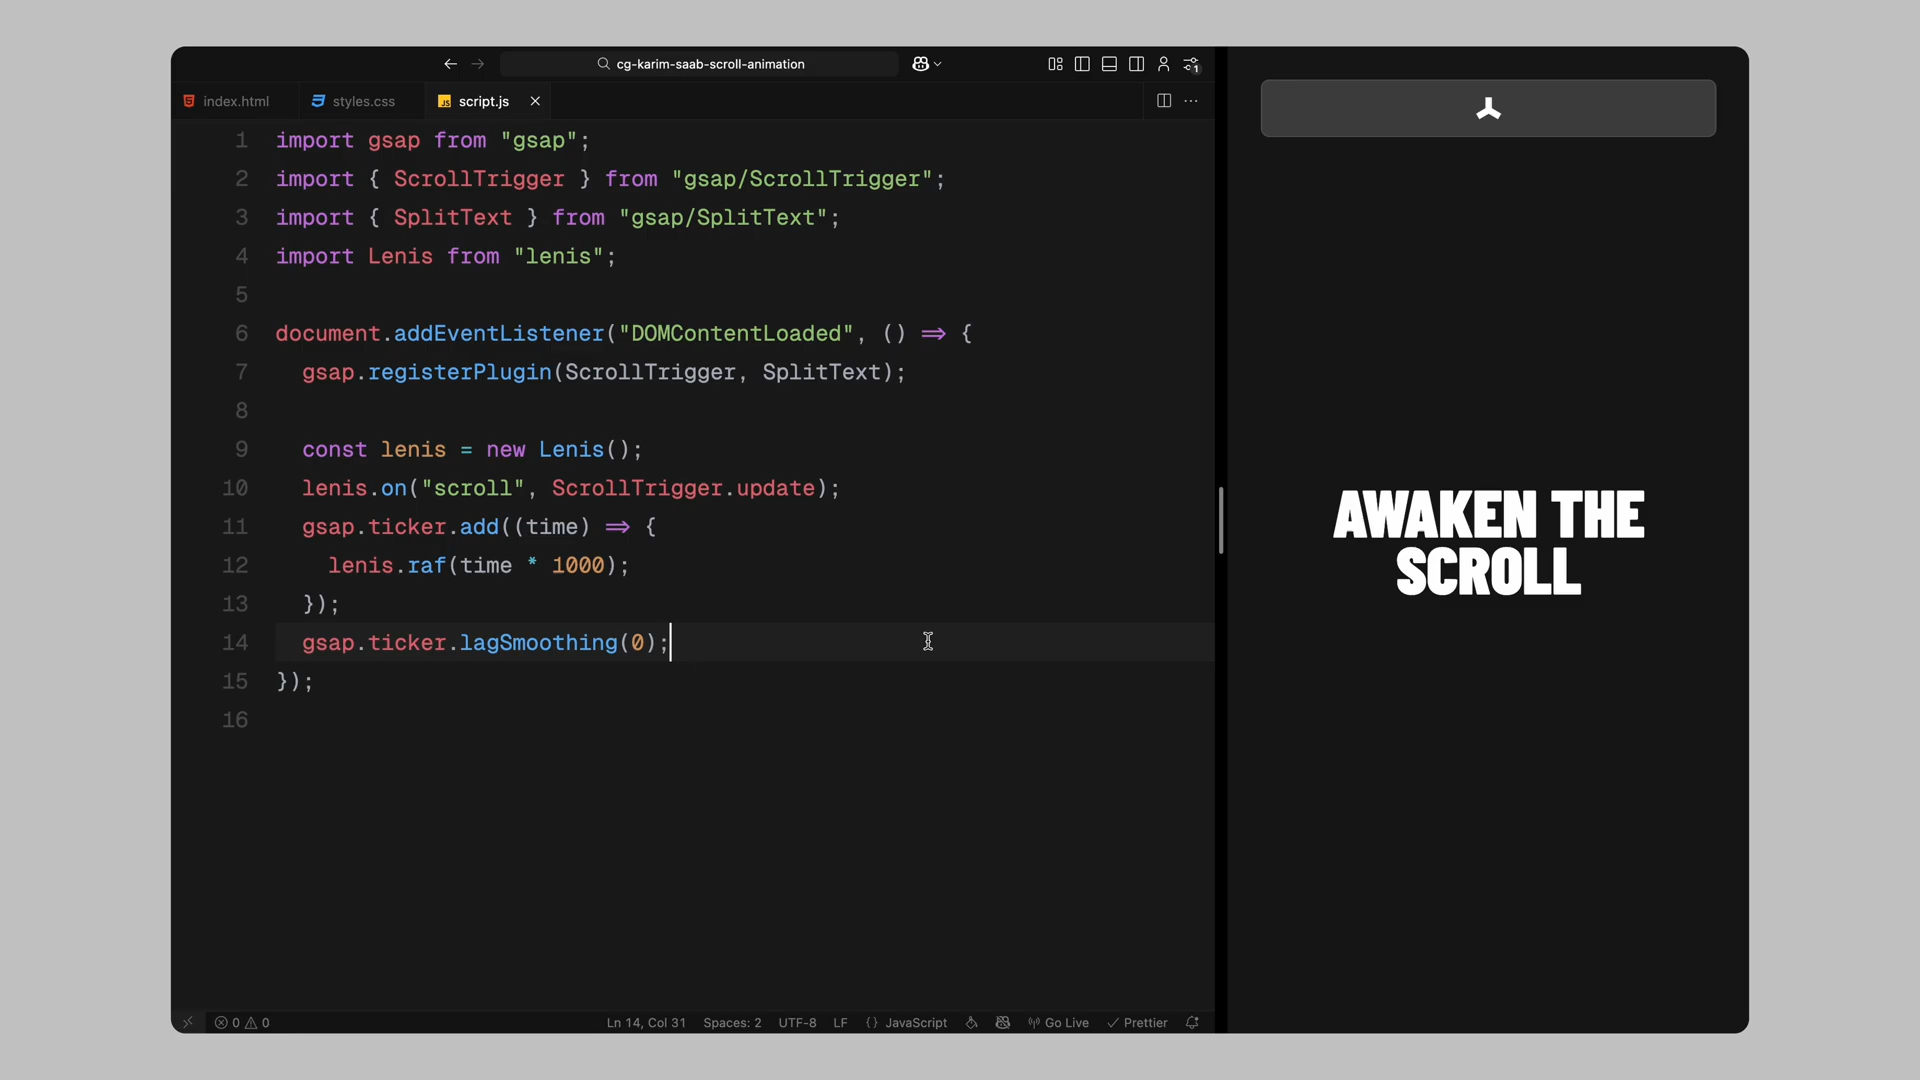 cg-karim-saab-scroll-animation
1
index.html
styles.css
JS script.js
1 import gsap from "gsap";
2 import { ScrollTrigger } from "gsap/ScrollTrigger";
3 import { SplitText } from "gsap/SplitText";
4 import Lenis from "lenis";
5
6 document.addEventListener("DOMContentLoaded", () => {
7 gsap.registerPlugin(ScrollTrigger, SplitText);
8
9 const lenis = new Lenis();
10 lenis.on("scroll", ScrollTrigger.update);
11 gsap.ticker.add((time) => {
12 lenis.raf(time * 1000);
13 });
14 gsap.ticker.lagSmoothing(0);
15 });
16
0 0 Ln 14, Col 31 Spaces: 2 UTF-8 LF {} JavaScript Go Live Prettier
AWAKEN THE
SCROLL